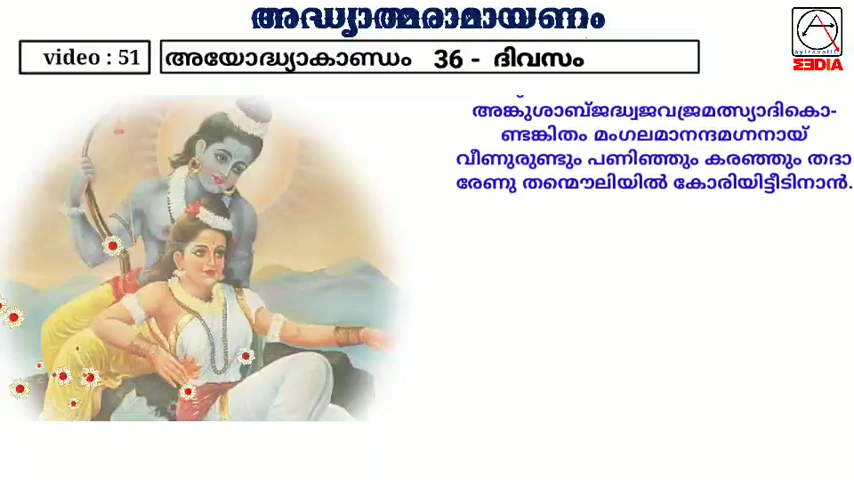 അദ്ധ്യാത്മരാമായണം
video : 51
അയോദ്ധ്യാകാണ്ഡം 36 - ദിവസം
MEDIA
അങ്കുശാബ്ജദ്ധ്വജവജ്രമത്സ്യാദികൊ-
ണ്ടങ്കിതം മംഗലമാനന്ദമഗ്നനായ്
വീണുരുണ്ടും പണിഞ്ഞും കരഞ്ഞും തദാ
രേണു തന്മൌലിയിൽ കോരിയിട്ടീടിനാൻ.